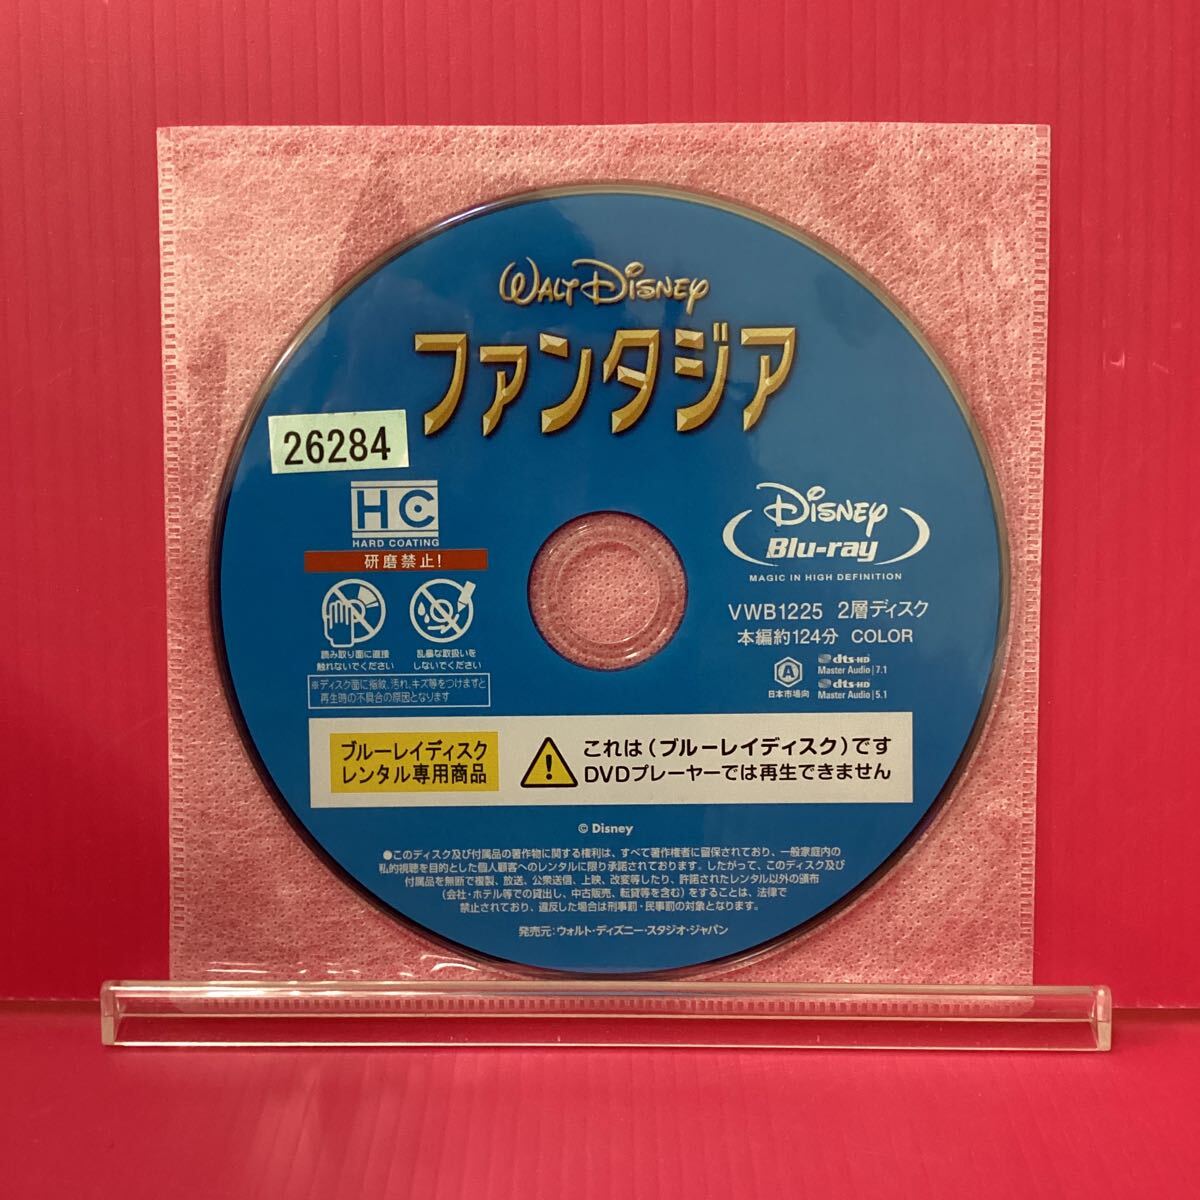 WALT DISNEY
ファンタジア
26284
HC
HARD COATING
研磨禁止!
読み取り面に直接
触れないでください
乱暴な取扱いを
しないでください
※ディスク面に指紋、汚れ、キズ等をつけますと
再生時の不具合の原因となります
DISNEY
Blu-ray
MAGIC IN HIGH DEFINITION
VWB1225 2層ディスク
本編約124分 COLOR
A
日本市場向
dts-HD
Master Audio | 7.1
dts-HD
Master Audio | 5.1
ブルーレイディスク
レンタル専用商品
これは(ブルーレイディスク)です
DVDプレーヤーでは再生できません
© Disney
●このディスク及び付属品の著作物に関する権利は、すべて著作権者に留保されており、一般家庭内の
私的視聴を目的とした個人顧客へのレンタルに限り承諾されております。したがって、このディスク及び
付属品を無断で複製、放送、公衆送信、上映、改変等したり、許諾されたレンタル以外の頒布
(会社・ホテル等での貸出し、中古販売、転貸等を含む)をすることは、法律で
禁止されており、違反した場合は刑事罰・民事罰の対象となります。
発売元:ウォルト・ディズニー・スタジオ・ジャパン